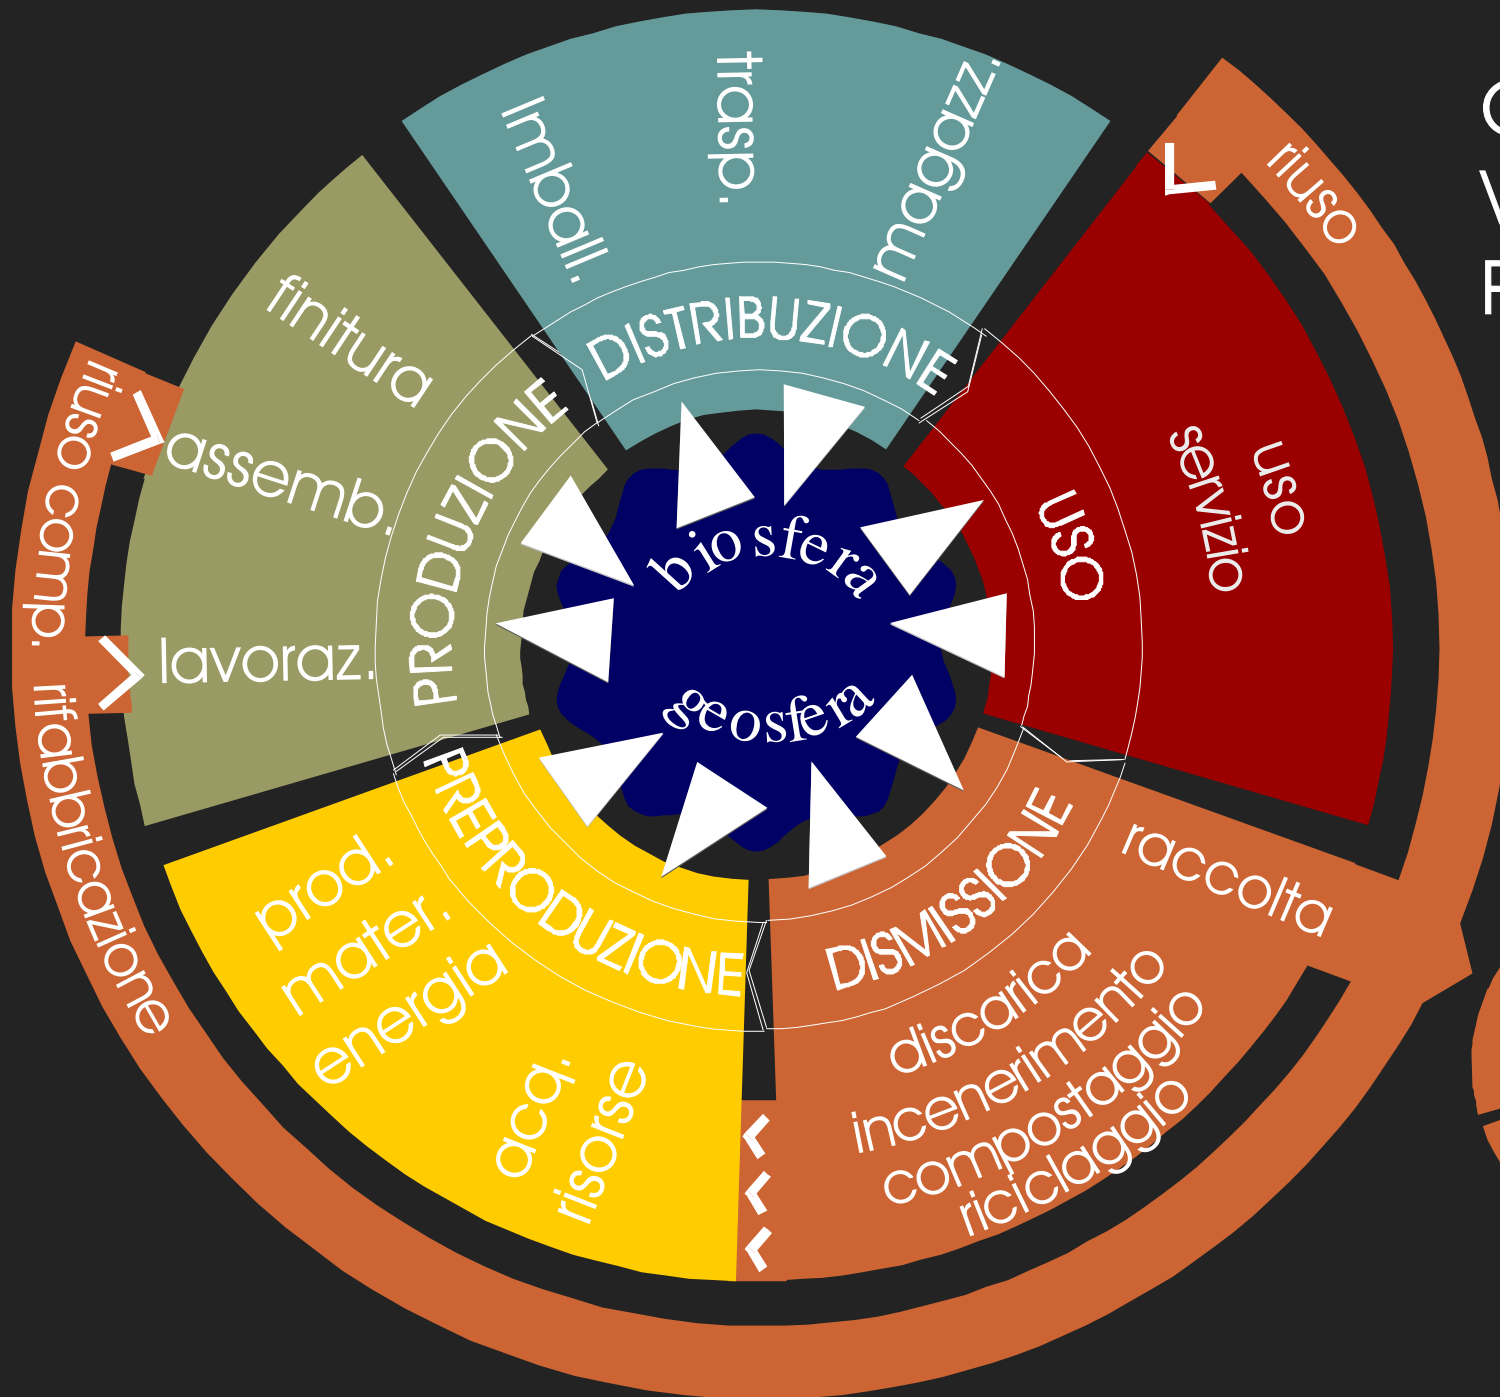 Imball.
trasp.
magazz.
DISTRIBUZIONE
riuso
uso
servizio
USO
raccolta
DISMISSIONE
discarica
incenerimento
compostaggio
riciclaggio
PREPRODUZIONE
prod.
mater.
energia
acq.
risorse
PRODUZIONE
finitura
assemb.
lavoraz.
riuso comp.
rifabbricazione
biosfera
geosfera